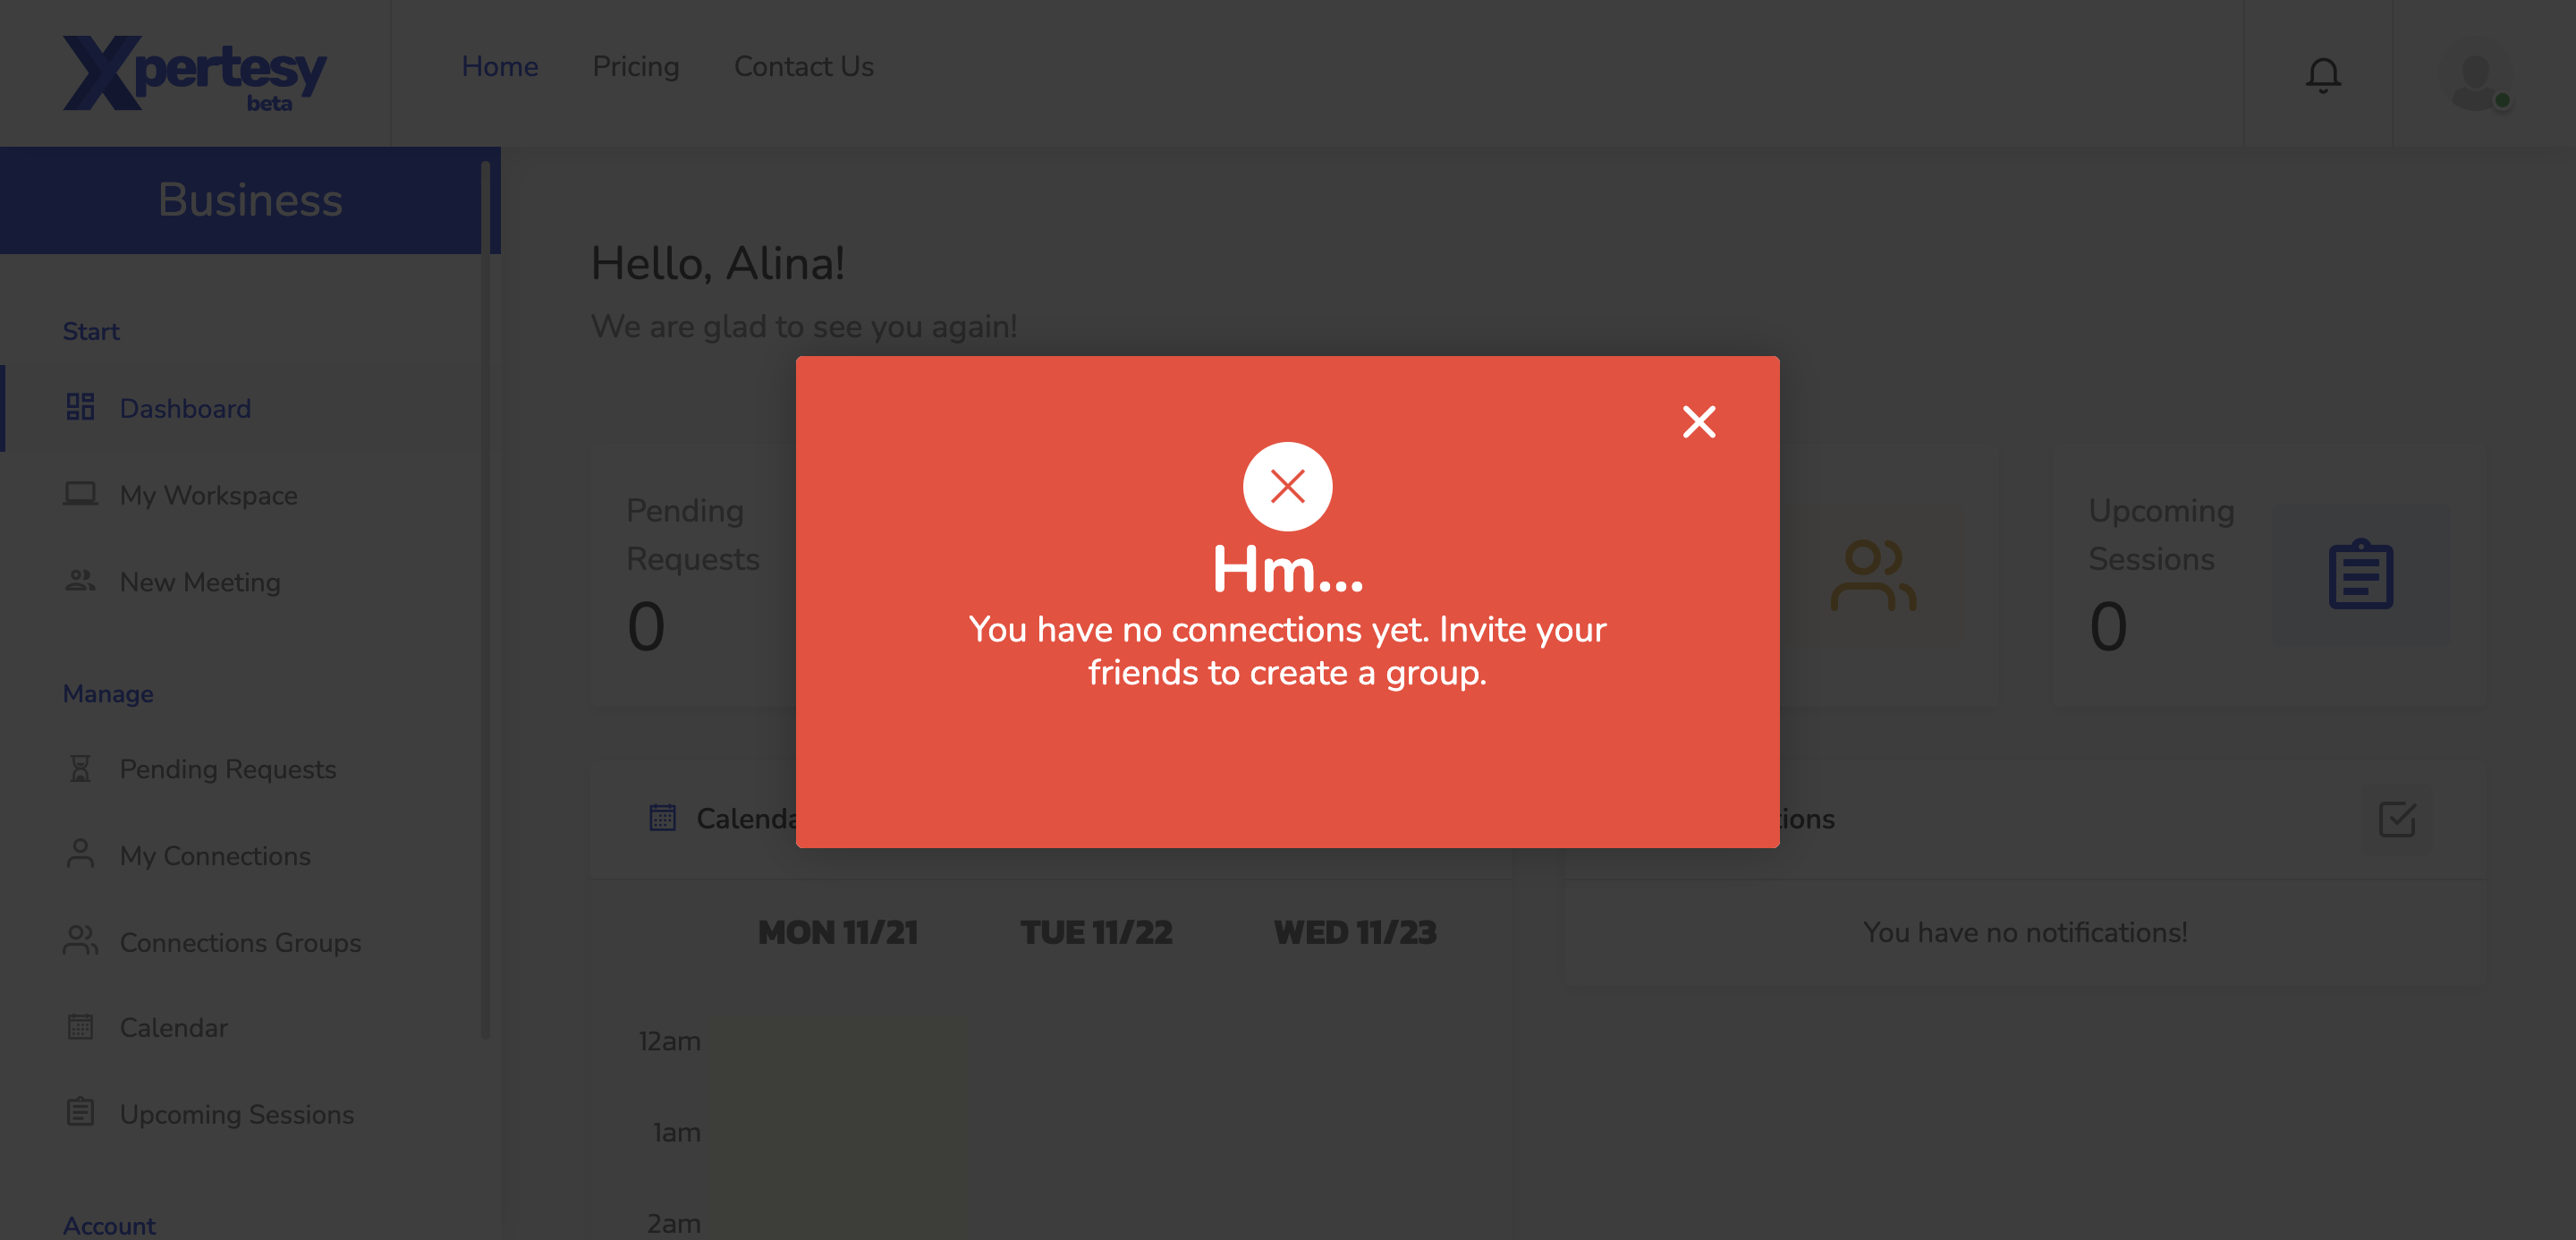 Xpertesy
beta
Home
Pricing
Contact Us
Business
Start
Dashboard
My Workspace
New Meeting
Manage
Pending Requests
My Connections
Connections Groups
Calendar
Upcoming Sessions
Account
Hello, Alina!
We are glad to see you again!
Pending
Requests
0
Hm...
You have no connections yet. Invite your
friends to create a group.
Upcoming
Sessions
0
MON 11/21
TUE 11/22
WED 11/23
12am
1am
2am
You have no notifications!